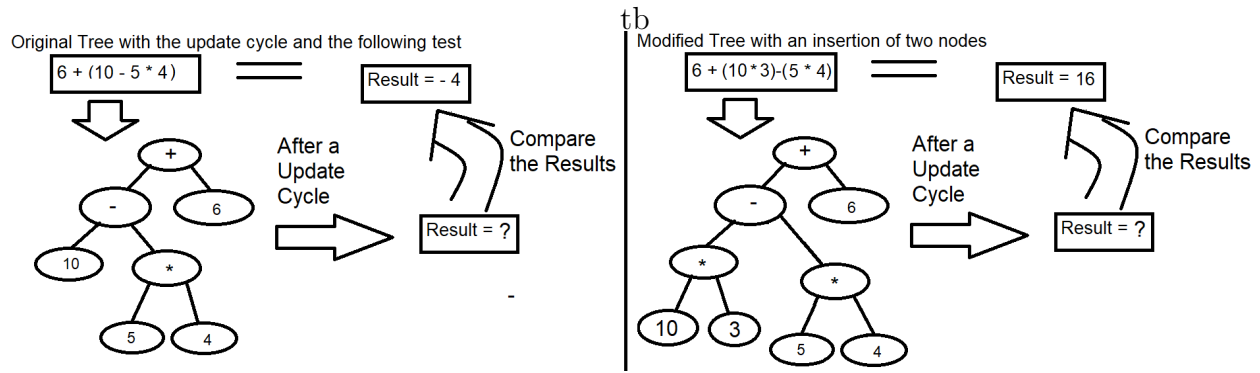 tb
Original Tree with the update cycle and the following test
6 + (10 - 5 * 4 )
Result = - 4
+
-
6
10
*
5
4
After a
Update
Cycle
Compare
the Results
Result = ?
-
Modified Tree with an insertion of two nodes
6 + (10 * 3)-(5 * 4)
Result = 16
+
-
6
*
*
10
3
5
4
After a
Update
Cycle
Compare
the Results
Result = ?